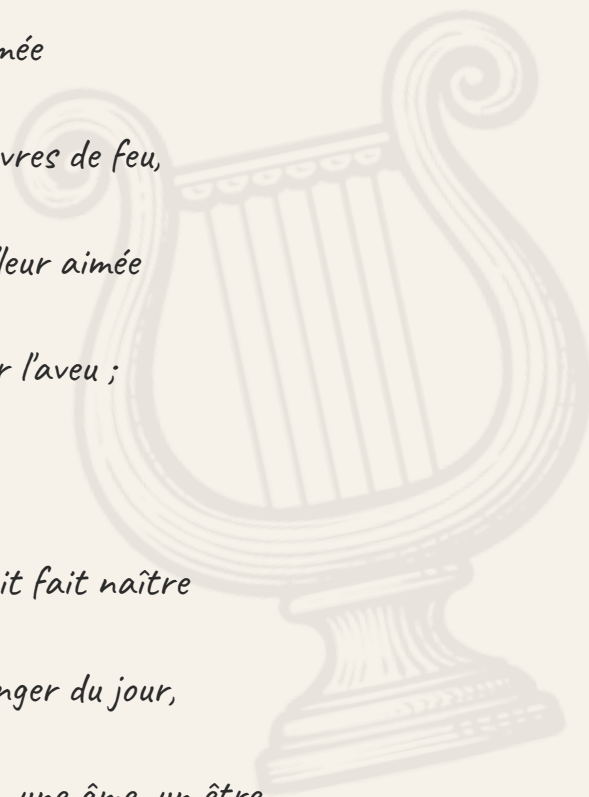 mée
vres de feu,
leur aimée
r l'aveu ;
it fait naître
nger du jour,
une âme, un être